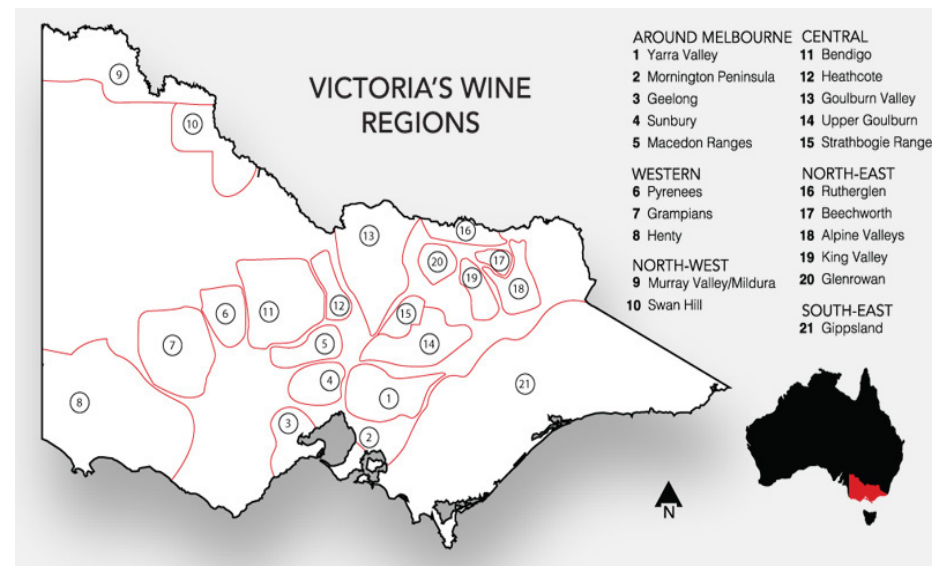 VICTORIA'S WINE
REGIONS
AROUND MELBOURNE
1 Yarra Valley
2 Mornington Peninsula
3 Geelong
4 Sunbury
5 Macedon Ranges
WESTERN
6 Pyrenees
7 Grampians
8 Henty
NORTH-WEST
9 Murray Valley/Mildura
10 Swan Hill
CENTRAL
11 Bendigo
12 Heathcote
13 Goulburn Valley
14 Upper Goulburn
15 Strathbogie Range
NORTH-EAST
16 Rutherglen
17 Beechworth
18 Alpine Valleys
19 King Valley
20 Glenrowan
SOUTH-EAST
21 Gippsland
9
10
16
13
17
20
19
18
12
15
6
11
5
14
7
4
21
1
8
3
2
N